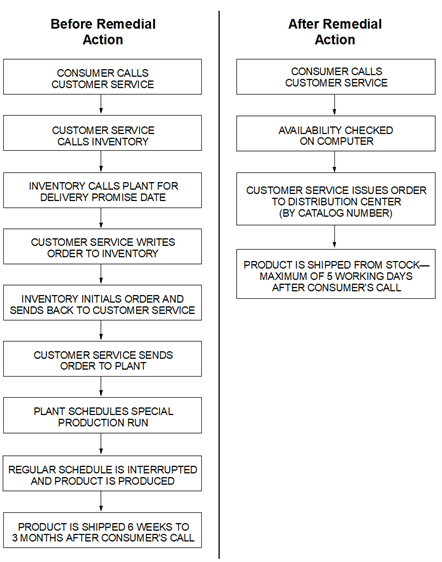 Before Remedial
Action
CONSUMER CALLS
CUSTOMER SERVICE
CUSTOMER SERVICE
CALLS INVENTORY
INVENTORY CALLS PLANT FOR
DELIVERY PROMISE DATE
CUSTOMER SERVICE WRITES
ORDER TO INVENTORY
INVENTORY INITIALS ORDER AND
SENDS BACK TO CUSTOMER SERVICE
CUSTOMER SERVICE SENDS
ORDER TO PLANT
PLANT SCHEDULES SPECIAL
PRODUCTION RUN
REGULAR SCHEDULE IS INTERRUPTED
AND PRODUCT IS PRODUCED
PRODUCT IS SHIPPED 6 WEEKS TO
3 MONTHS AFTER CONSUMER'S CALL
After Remedial
Action
CONSUMER CALLS
CUSTOMER SERVICE
AVAILABILITY CHECKED
ON COMPUTER
CUSTOMER SERVICE ISSUES ORDER
TO DISTRIBUTION CENTER
(BY CATALOG NUMBER)
PRODUCT IS SHIPPED FROM STOCK—
MAXIMUM OF 5 WORKING DAYS
AFTER CONSUMER'S CALL